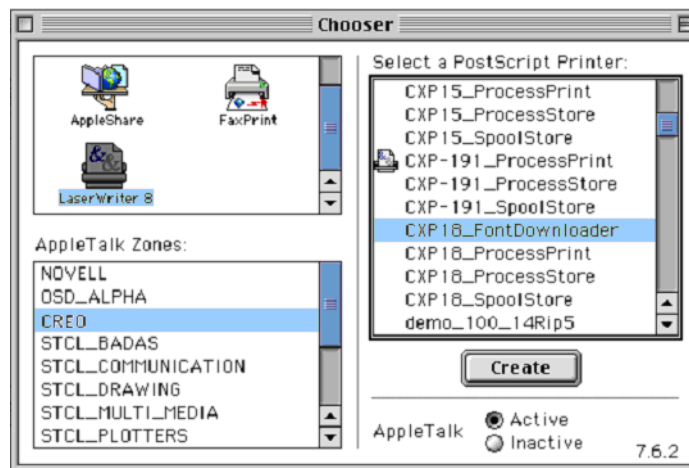 Chooser
AppleShare
FaxPrint
LaserWriter 8
AppleTalk Zones:
NOVELL
OSD_ALPHA
CREO
STCL_BADAS
STCL_COMMUNICATION
STCL_DRAWING
STCL_MULTI_MEDIA
STCL_PLOTTERS
Select a PostScript Printer:
CXP15_ProcessPrint
CXP15_ProcessStore
CXP15_SpoolStore
CXP-191_ProcessPrint
CXP-191_ProcessStore
CXP-191_SpoolStore
CXP18_FontDownloader
CXP18_ProcessPrint
CXP18_ProcessStore
CXP18_SpoolStore
demo_100_14Rip5
Create
AppleTalk
Active
Inactive
7.6.2